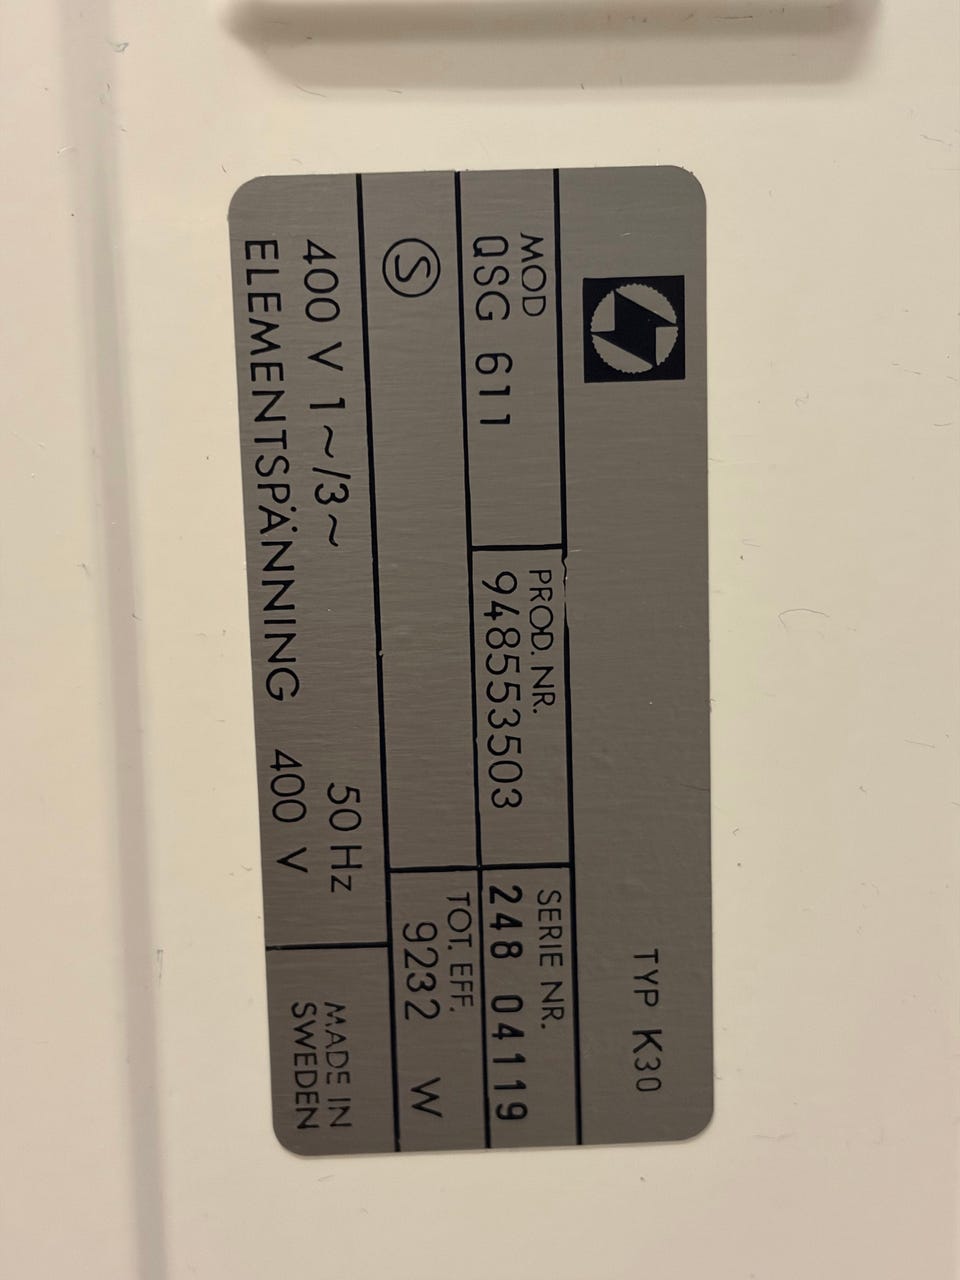 TYP K30
MOD
QSG 611
PROD. NR.
948553503
SERIE NR.
248 04119
S
TOT. EFF.
9232 W
400 V 1~/3~ 50 Hz
ELEMENTSPÄNNING 400 V
MADE IN
SWEDEN